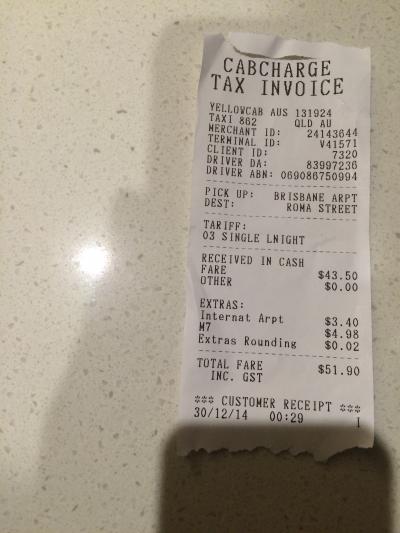 CABCHARGE
TAX INVOICE
YELLOWCAB AUS 131924
TAXI 862 QLD AU
MERCHANT ID: 24143644
TERMINAL ID: V41571
CLIENT ID: 7320
DRIVER DA: 83997236
DRIVER ABN: 069086750994
PICK UP: BRISBANE ARPT
DEST: ROMA STREET
TARIFF:
03 SINGLE LNIGHT
RECEIVED IN CASH
FARE $43.50
OTHER $0.00
EXTRAS:
Internat Arpt $3.40
M7 $4.98
Extras Rounding $0.02
TOTAL FARE $51.90
INC. GST
*** CUSTOMER RECEIPT ***
30/12/14 00:29 I